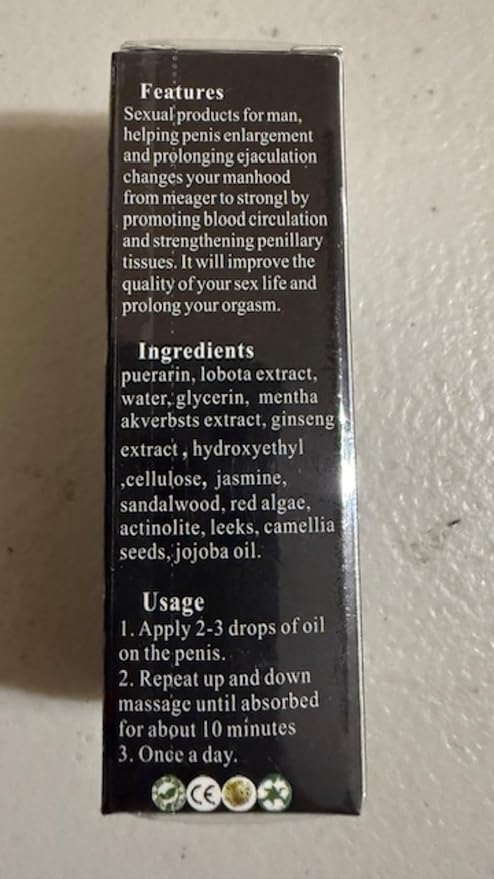 Features
Sexual products for man,
helping penis enlargement
and prolonging ejaculation
changes your manhood
from meager to strongl by
promoting blood circulation
and strengthening penillary
tissues. It will improve the
quality of your sex life and
prolong your orgasm.
Ingredients
puerarin, lobota extract,
water, glycerin, mentha
akverbsts extract, ginseng
extract , hydroxyethyl
,cellulose, jasmine,
sandalwood, red algae,
actinolite, leeks, camellia
seeds, jojoba oil.
Usage
1. Apply 2-3 drops of oil
on the penis.
2. Repeat up and down
massage until absorbed
for about 10 minutes
3. Once a day.
CE